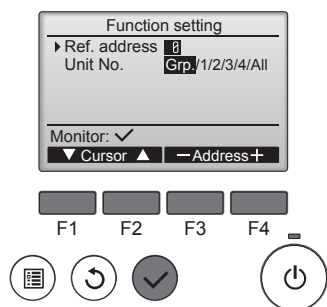 Function setting
Ref. address 0
Unit No. Grp./1/2/3/4/All
Monitor: ✓
▼ Cursor ▲ −Address+
F1 F2 F3 F4